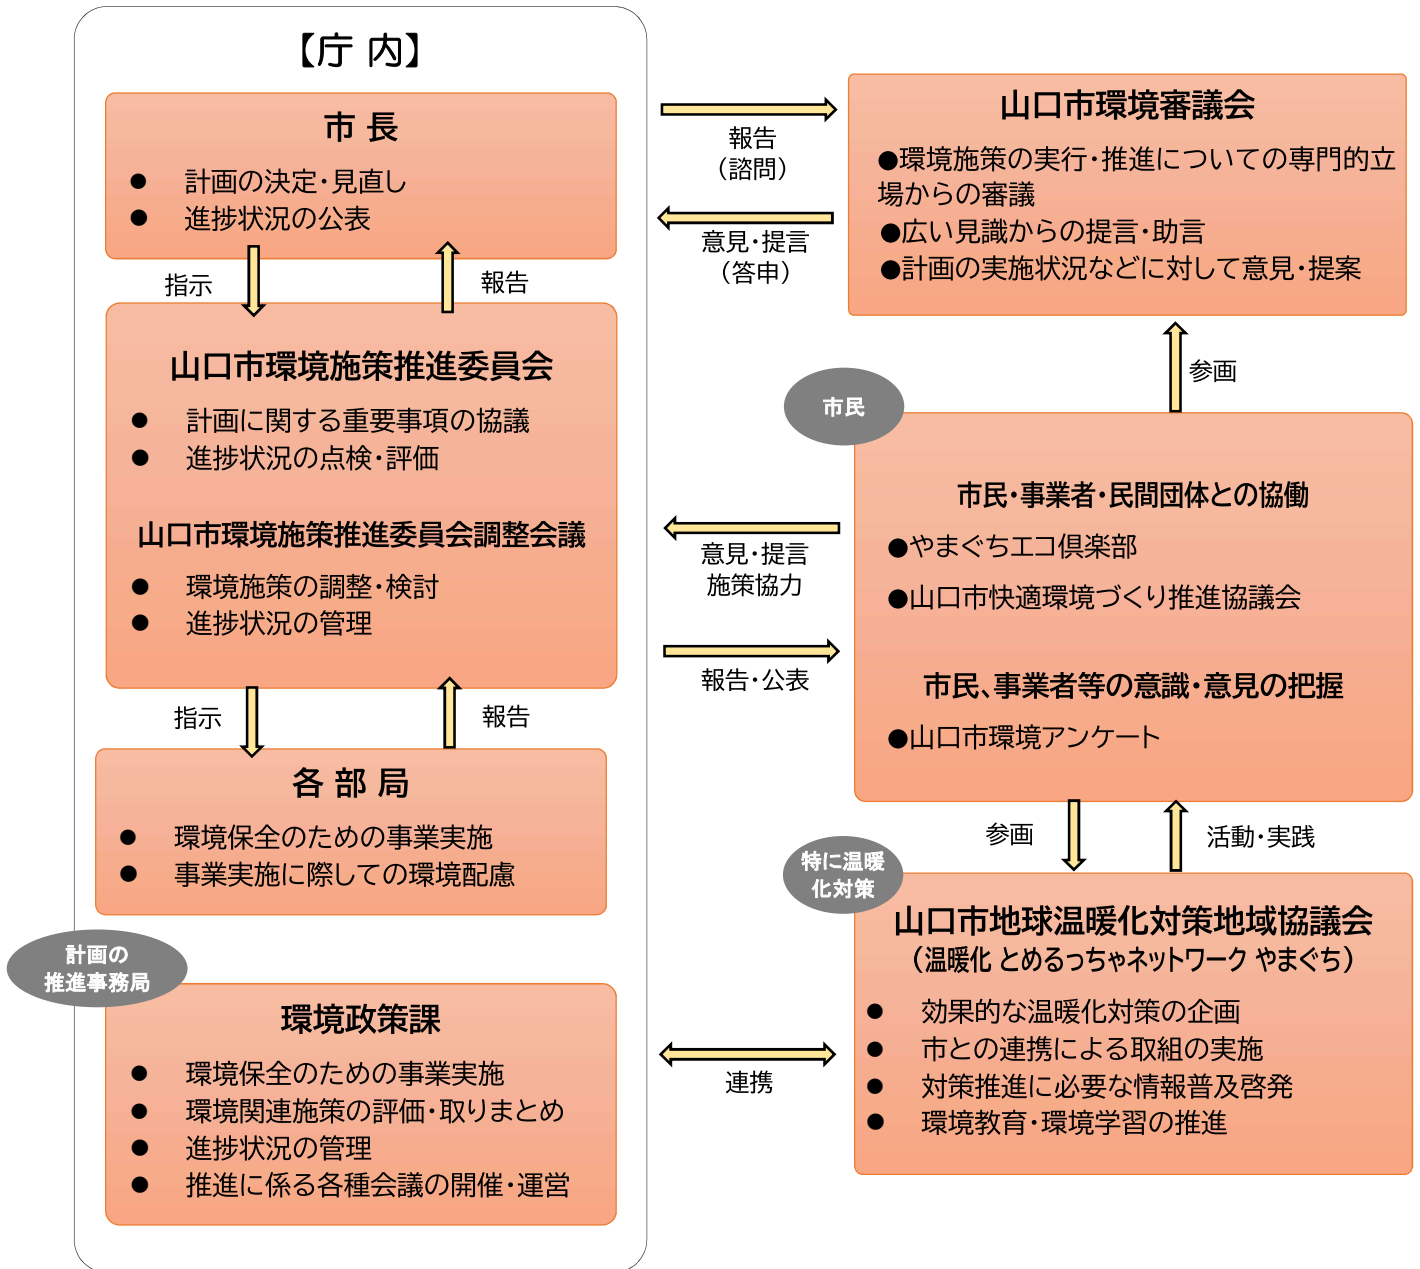 【庁 内】
市 長
● 計画の決定・見直し
● 進捗状況の公表
指示
報告
山口市環境施策推進委員会
● 計画に関する重要事項の協議
● 進捗状況の点検・評価
山口市環境施策推進委員会調整会議
● 環境施策の調整・検討
● 進捗状況の管理
指示
報告
各 部 局
● 環境保全のための事業実施
● 事業実施に際しての環境配慮
計画の
推進事務局
環境政策課
● 環境保全のための事業実施
● 環境関連施策の評価・取りまとめ
● 進捗状況の管理
● 推進に係る各種会議の開催・運営
報告
（諮問）
意見・提言
（答申）
意見・提言
施策協力
報告・公表
連携
山口市環境審議会
●環境施策の実行・推進についての専門的立
場からの審議
●広い見識からの提言・助言
●計画の実施状況などに対して意見・提案
参画
市民
市民・事業者・民間団体との協働
●やまぐちエコ倶楽部
●山口市快適環境づくり推進協議会
市民、事業者等の意識・意見の把握
●山口市環境アンケート
参画
活動・実践
特に温暖
化対策
山口市地球温暖化対策地域協議会
（温暖化 とめるっちゃネットワーク やまぐち）
● 効果的な温暖化対策の企画
● 市との連携による取組の実施
● 対策推進に必要な情報普及啓発
● 環境教育・環境学習の推進